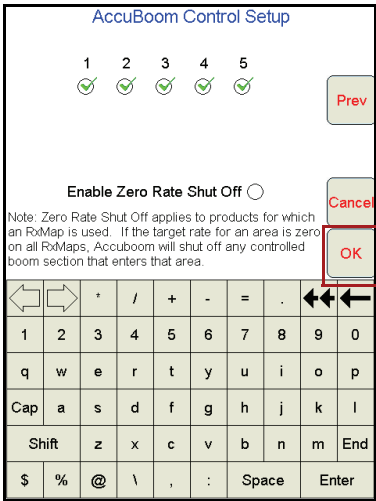 AccuBoom Control Setup
1 2 3 4 5
Prev
Enable Zero Rate Shut Off
Cancel
Note: Zero Rate Shut Off applies to products for which
an RxMap is used. If the target rate for an area is zero
on all RxMaps, Accuboom will shut off any controlled
boom section that enters that area.
OK
* / + - = .
1 2 3 4 5 6 7 8 9 0
q w e r t y u i o p
Cap a s d f g h j k l
Shift z x c v b n m End
$ % @ \ , : Space Enter